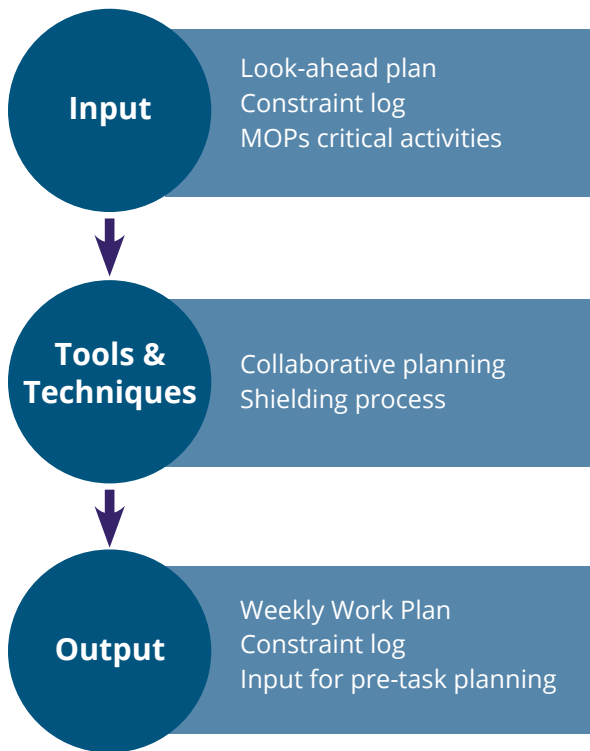 Input
Look-ahead plan
Constraint log
MOPs critical activities
Tools &
Techniques
Collaborative planning
Shielding process
Output
Weekly Work Plan
Constraint log
Input for pre-task planning